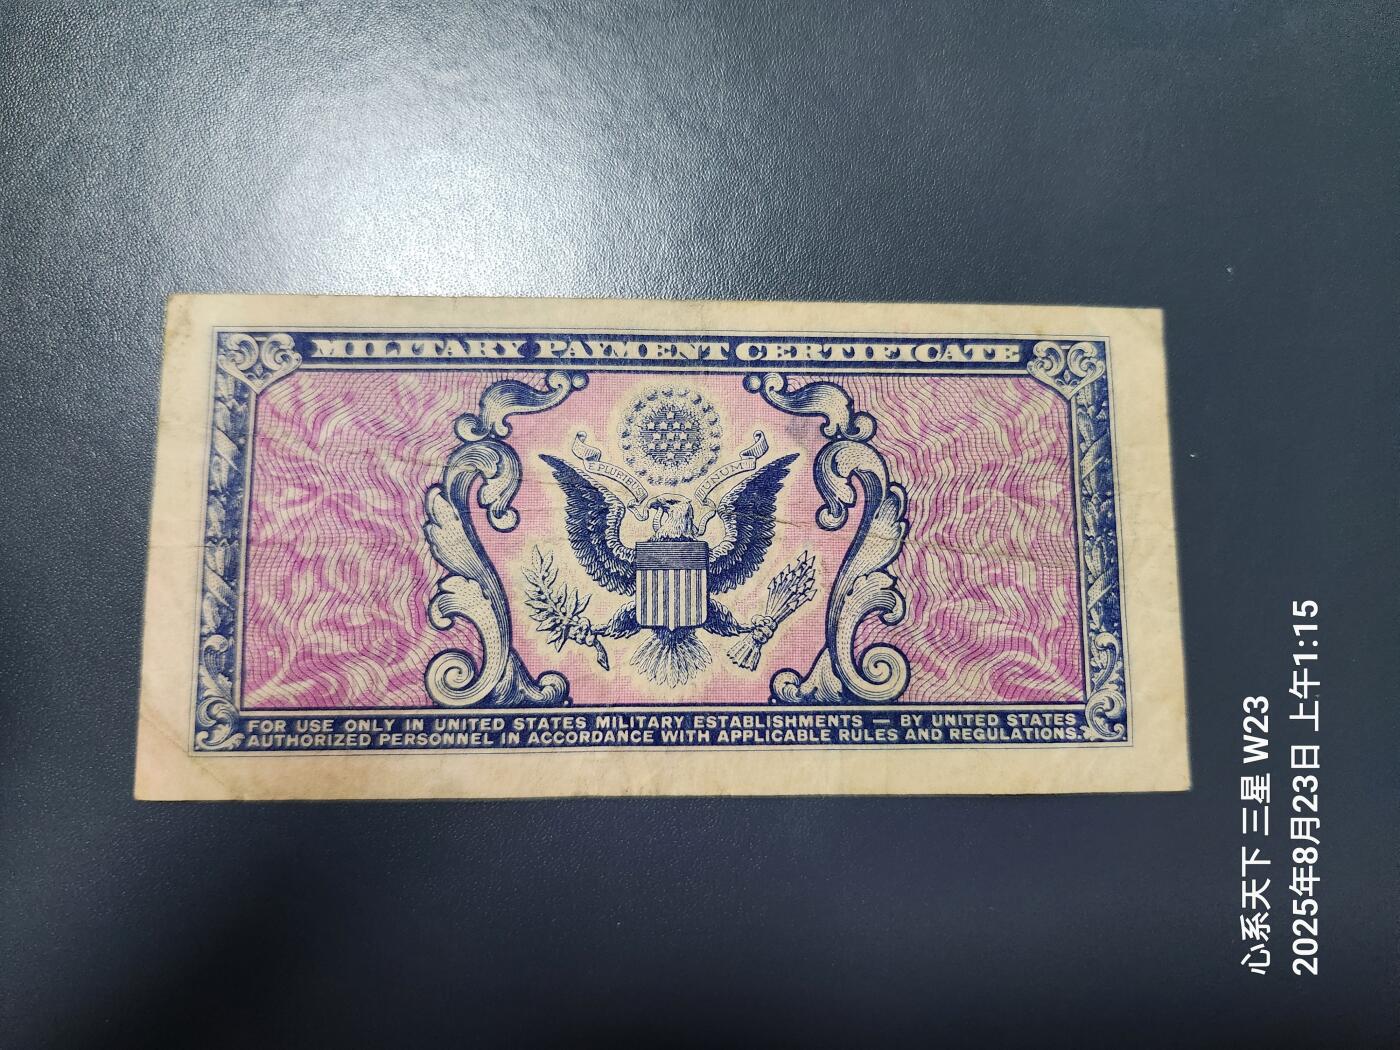 MILITARY PAYMENT CERTIFICATE
E PLURIBUS UNUM
FOR USE ONLY IN UNITED STATES MILITARY ESTABLISHMENTS — BY UNITED STATES
AUTHORIZED PERSONNEL IN ACCORDANCE WITH APPLICABLE RULES AND REGULATIONS.
心系天下 三星 W23
2025年8月23日 上午1:15